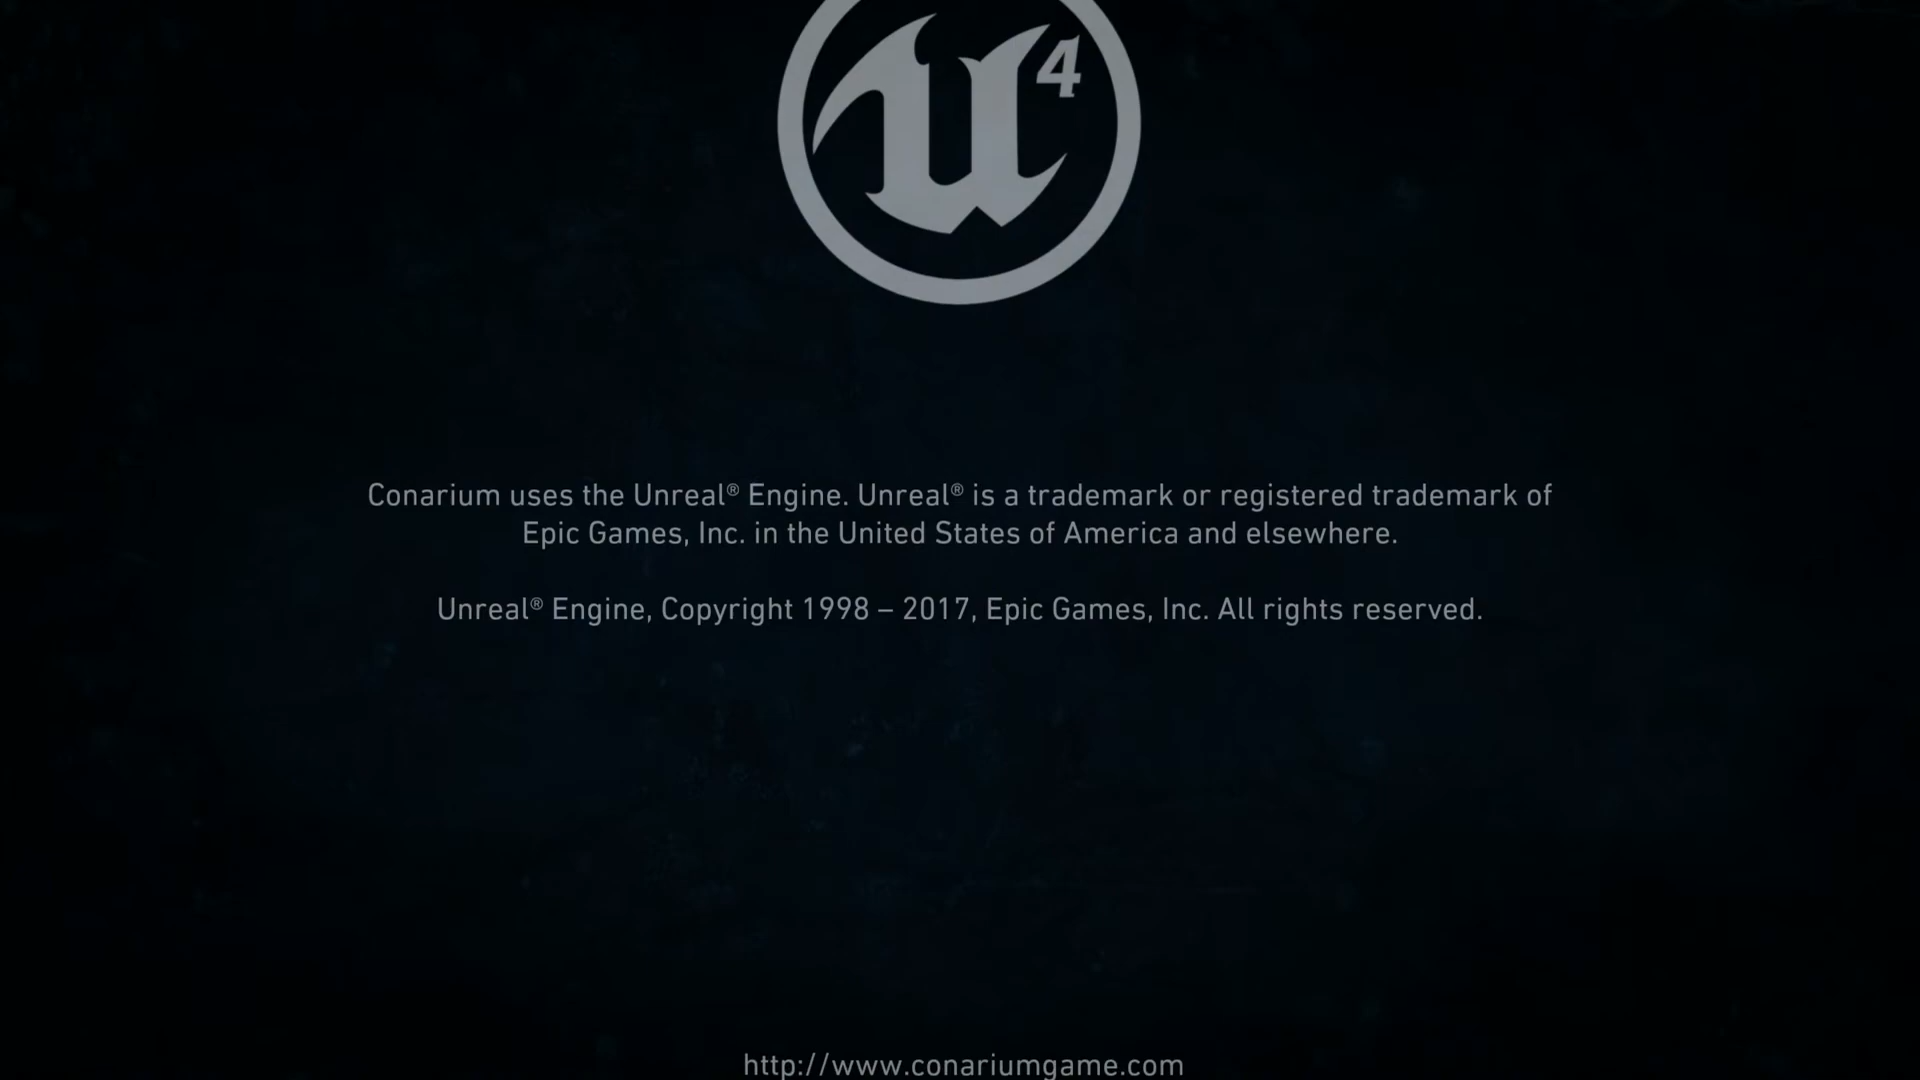 u4
Conarium uses the Unreal® Engine. Unreal® is a trademark or registered trademark of
Epic Games, Inc. in the United States of America and elsewhere.
Unreal® Engine, Copyright 1998 – 2017, Epic Games, Inc. All rights reserved.
http://www.conariumgame.com